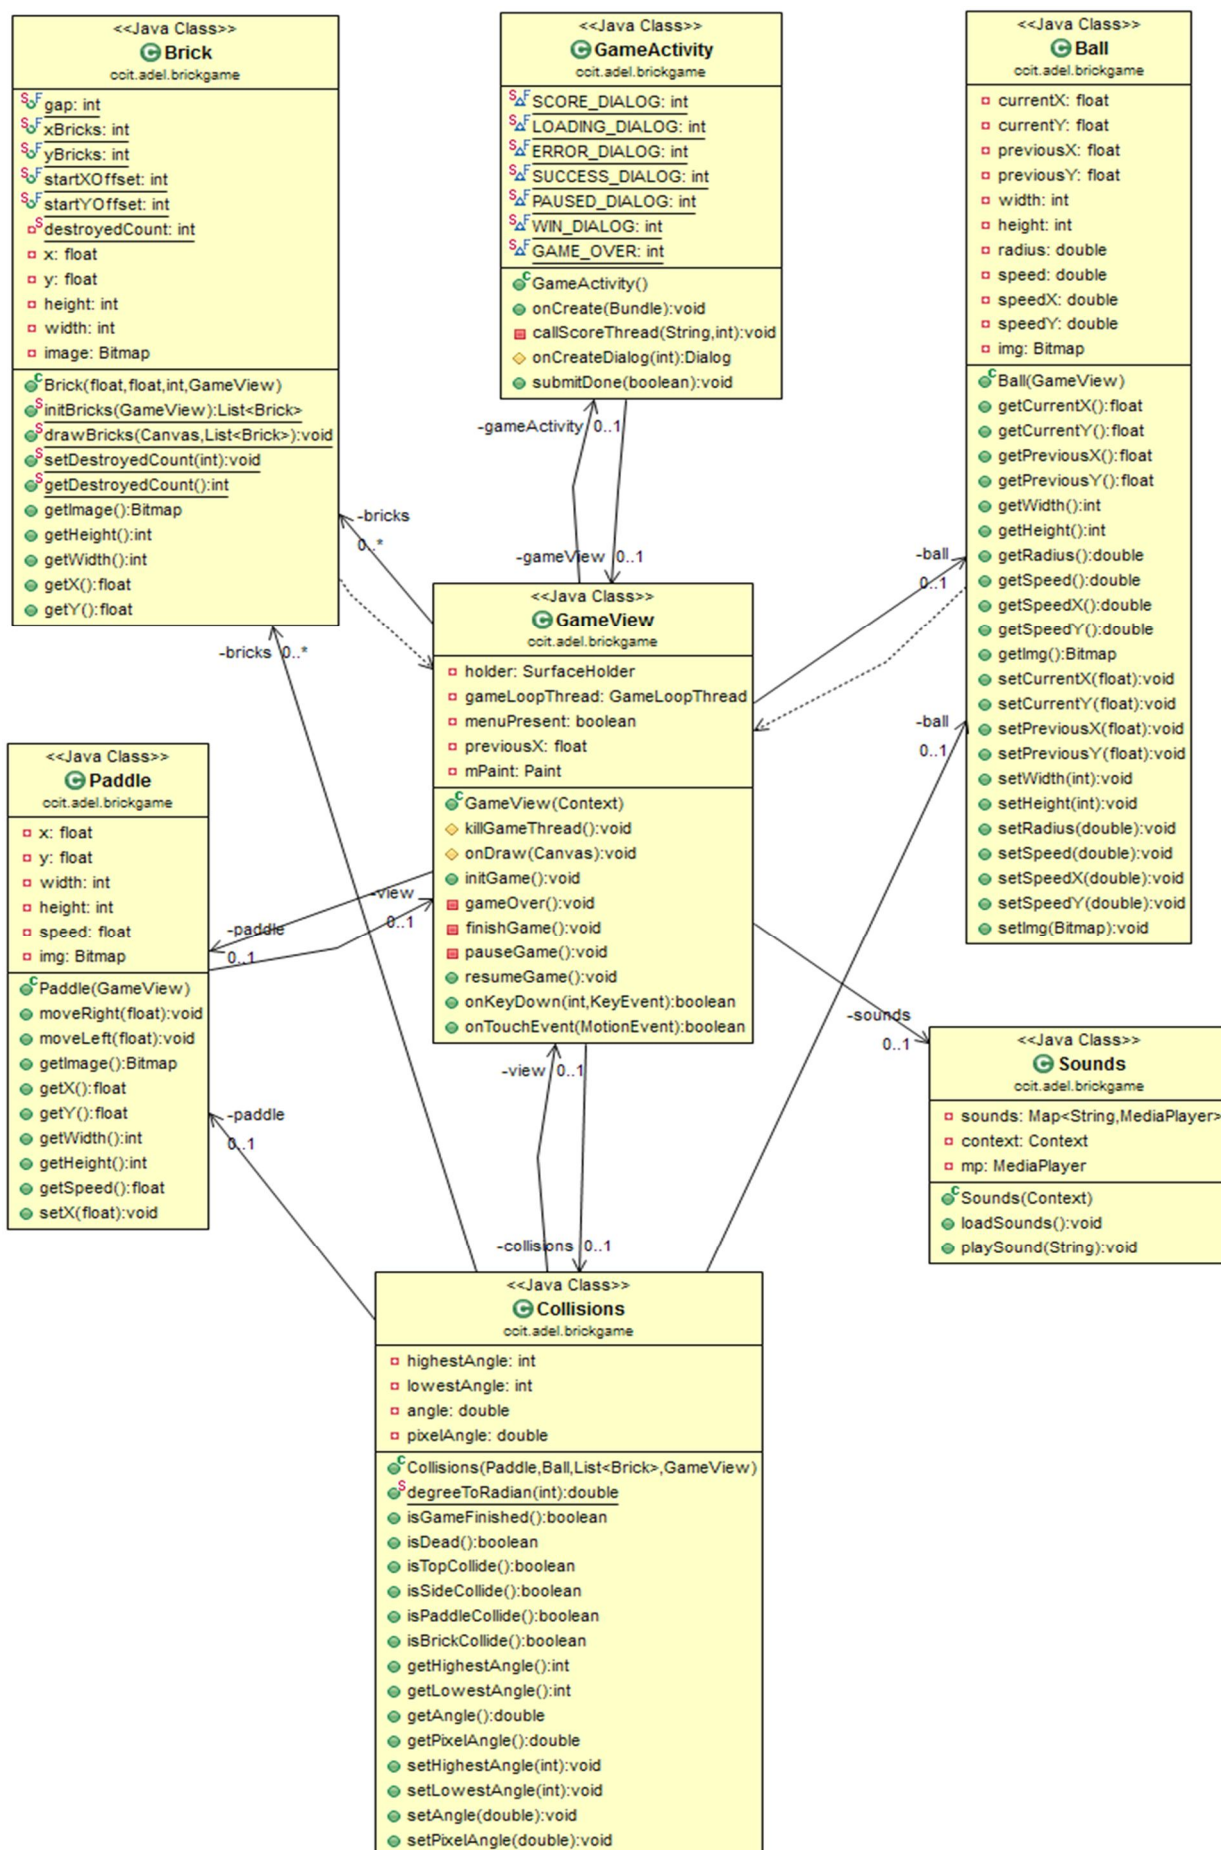 <<Java Class>>
Brick
ccit.adel.brickgame
gap: int
xBricks: int
yBricks: int
startXOffset: int
startYOffset: int
destroyedCount: int
x: float
y: float
height: int
width: int
image: Bitmap
Brick(float,float,int,GameView)
initBricks(GameView):List<Brick>
drawBricks(Canvas,List<Brick>):void
setDestroyedCount(int):void
getDestroyedCount():int
getImage():Bitmap
getHeight():int
getWidth():int
getX():float
getY():float
<<Java Class>>
GameActivity
ccit.adel.brickgame
SCORE_DIALOG: int
LOADING_DIALOG: int
ERROR_DIALOG: int
SUCCESS_DIALOG: int
PAUSED_DIALOG: int
WIN_DIALOG: int
GAME_OVER: int
GameActivity()
onCreate(Bundle):void
callScoreThread(String,int):void
onCreateDialog(int):Dialog
submitDone(boolean):void
<<Java Class>>
Ball
ccit.adel.brickgame
currentX: float
currentY: float
previousX: float
previousY: float
width: int
height: int
radius: double
speed: double
speedX: double
speedY: double
img: Bitmap
Ball(GameView)
getCurrentX():float
getCurrentY():float
getPreviousX():float
getPreviousY():float
getWidth():int
getHeight():int
getRadius():double
getSpeed():double
getSpeedX():double
getSpeedY():double
getImg():Bitmap
setCurrentX(float):void
setCurrentY(float):void
setPreviousX(float):void
setPreviousY(float):void
setWidth(int):void
setHeight(int):void
setRadius(double):void
setSpeed(double):void
setSpeedX(double):void
setSpeedY(double):void
setImg(Bitmap):void
-gameActivity 0..1
-bricks
0..*
-gameView 0..1
-ball
0..1
-bricks 0..*
-ball
0..1
<<Java Class>>
GameView
ccit.adel.brickgame
holder: SurfaceHolder
gameLoopThread: GameLoopThread
menuPresent: boolean
previousX: float
mPaint: Paint
GameView(Context)
killGameThread():void
onDraw(Canvas):void
initGame():void
gameOver():void
finishGame():void
pauseGame():void
resumeGame():void
onKeyDown(int,KeyEvent):boolean
onTouchEvent(MotionEvent):boolean
<<Java Class>>
Paddle
ccit.adel.brickgame
x: float
y: float
width: int
height: int
speed: float
img: Bitmap
Paddle(GameView)
moveRight(float):void
moveLeft(float):void
getImage():Bitmap
getX():float
getY():float
getWidth():int
getHeight():int
getSpeed():float
setX(float):void
-view
0..1
-paddle
0..1
-sounds
0..1
-view 0..1
-paddle
0..1
-collisions 0..1
<<Java Class>>
Sounds
ccit.adel.brickgame
sounds: Map<String,MediaPlayer>
context: Context
mp: MediaPlayer
Sounds(Context)
loadSounds():void
playSound(String):void
<<Java Class>>
Collisions
ccit.adel.brickgame
highestAngle: int
lowestAngle: int
angle: double
pixelAngle: double
Collisions(Paddle,Ball,List<Brick>,GameView)
degreeToRadian(int):double
isGameFinished():boolean
isDead():boolean
isTopCollide():boolean
isSideCollide():boolean
isPaddleCollide():boolean
isBrickCollide():boolean
getHighestAngle():int
getLowestAngle():int
getAngle():double
getPixelAngle():double
setHighestAngle(int):void
setLowestAngle(int):void
setAngle(double):void
setPixelAngle(double):void